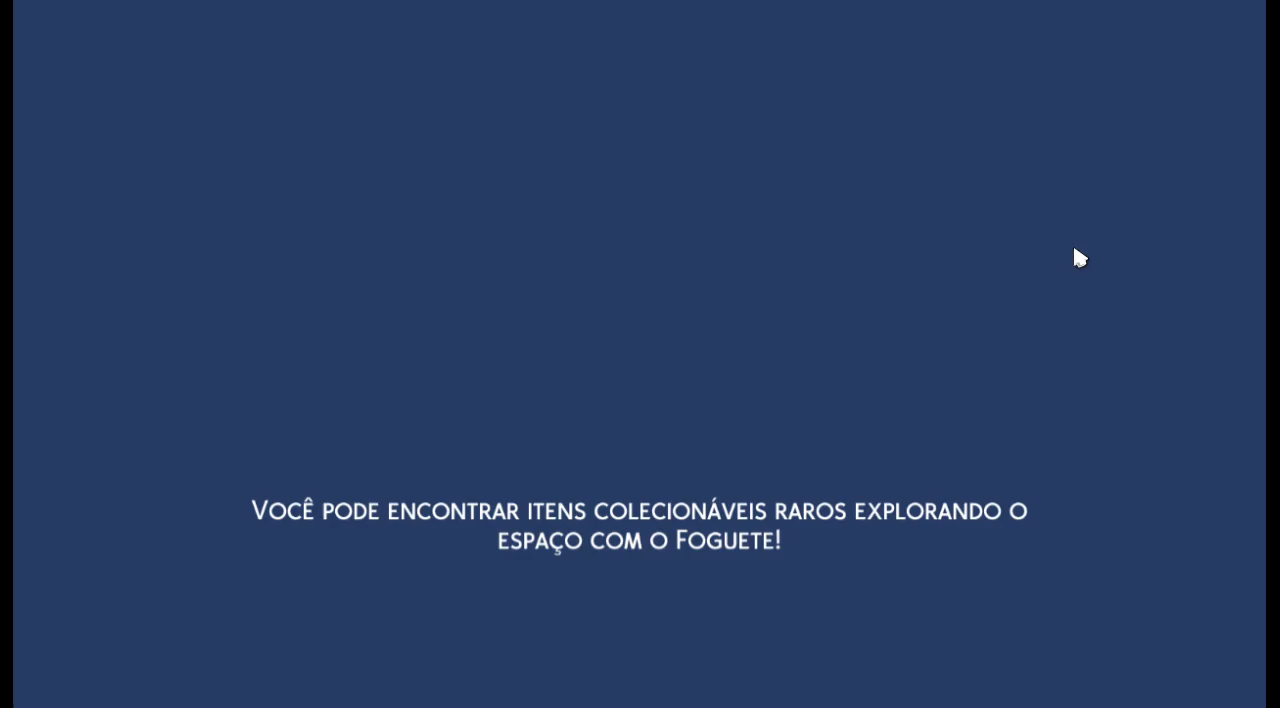 Você pode encontrar itens colecionáveis raros explorando o
espaço com o Foguete!